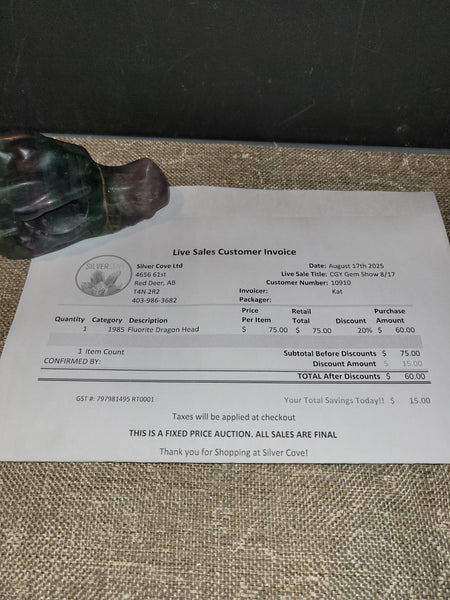 Live Sales Customer Invoice
SILVERCOVE
Silver Cove Ltd
4656 61st
Red Deer, AB
T4N 2R2
403-986-3682
Date: August 17th 2025
Live Sale Title: CGY Gem Show 8/17
Customer Number: 10910
Invoicer: Kat
Packager:
Quantity Category Description Price Per Item Retail Total Discount Purchase Amount
1 1985 Fluorite Dragon Head $ 75.00 $ 75.00 20% $ 60.00
1 Item Count
CONFIRMED BY:
Subtotal Before Discounts $ 75.00
Discount Amount $ 15.00
TOTAL After Discounts $ 60.00
GST #: 797981495 RT0001
Your Total Savings Today!! $ 15.00
Taxes will be applied at checkout
THIS IS A FIXED PRICE AUCTION. ALL SALES ARE FINAL
Thank you for Shopping at Silver Cove!